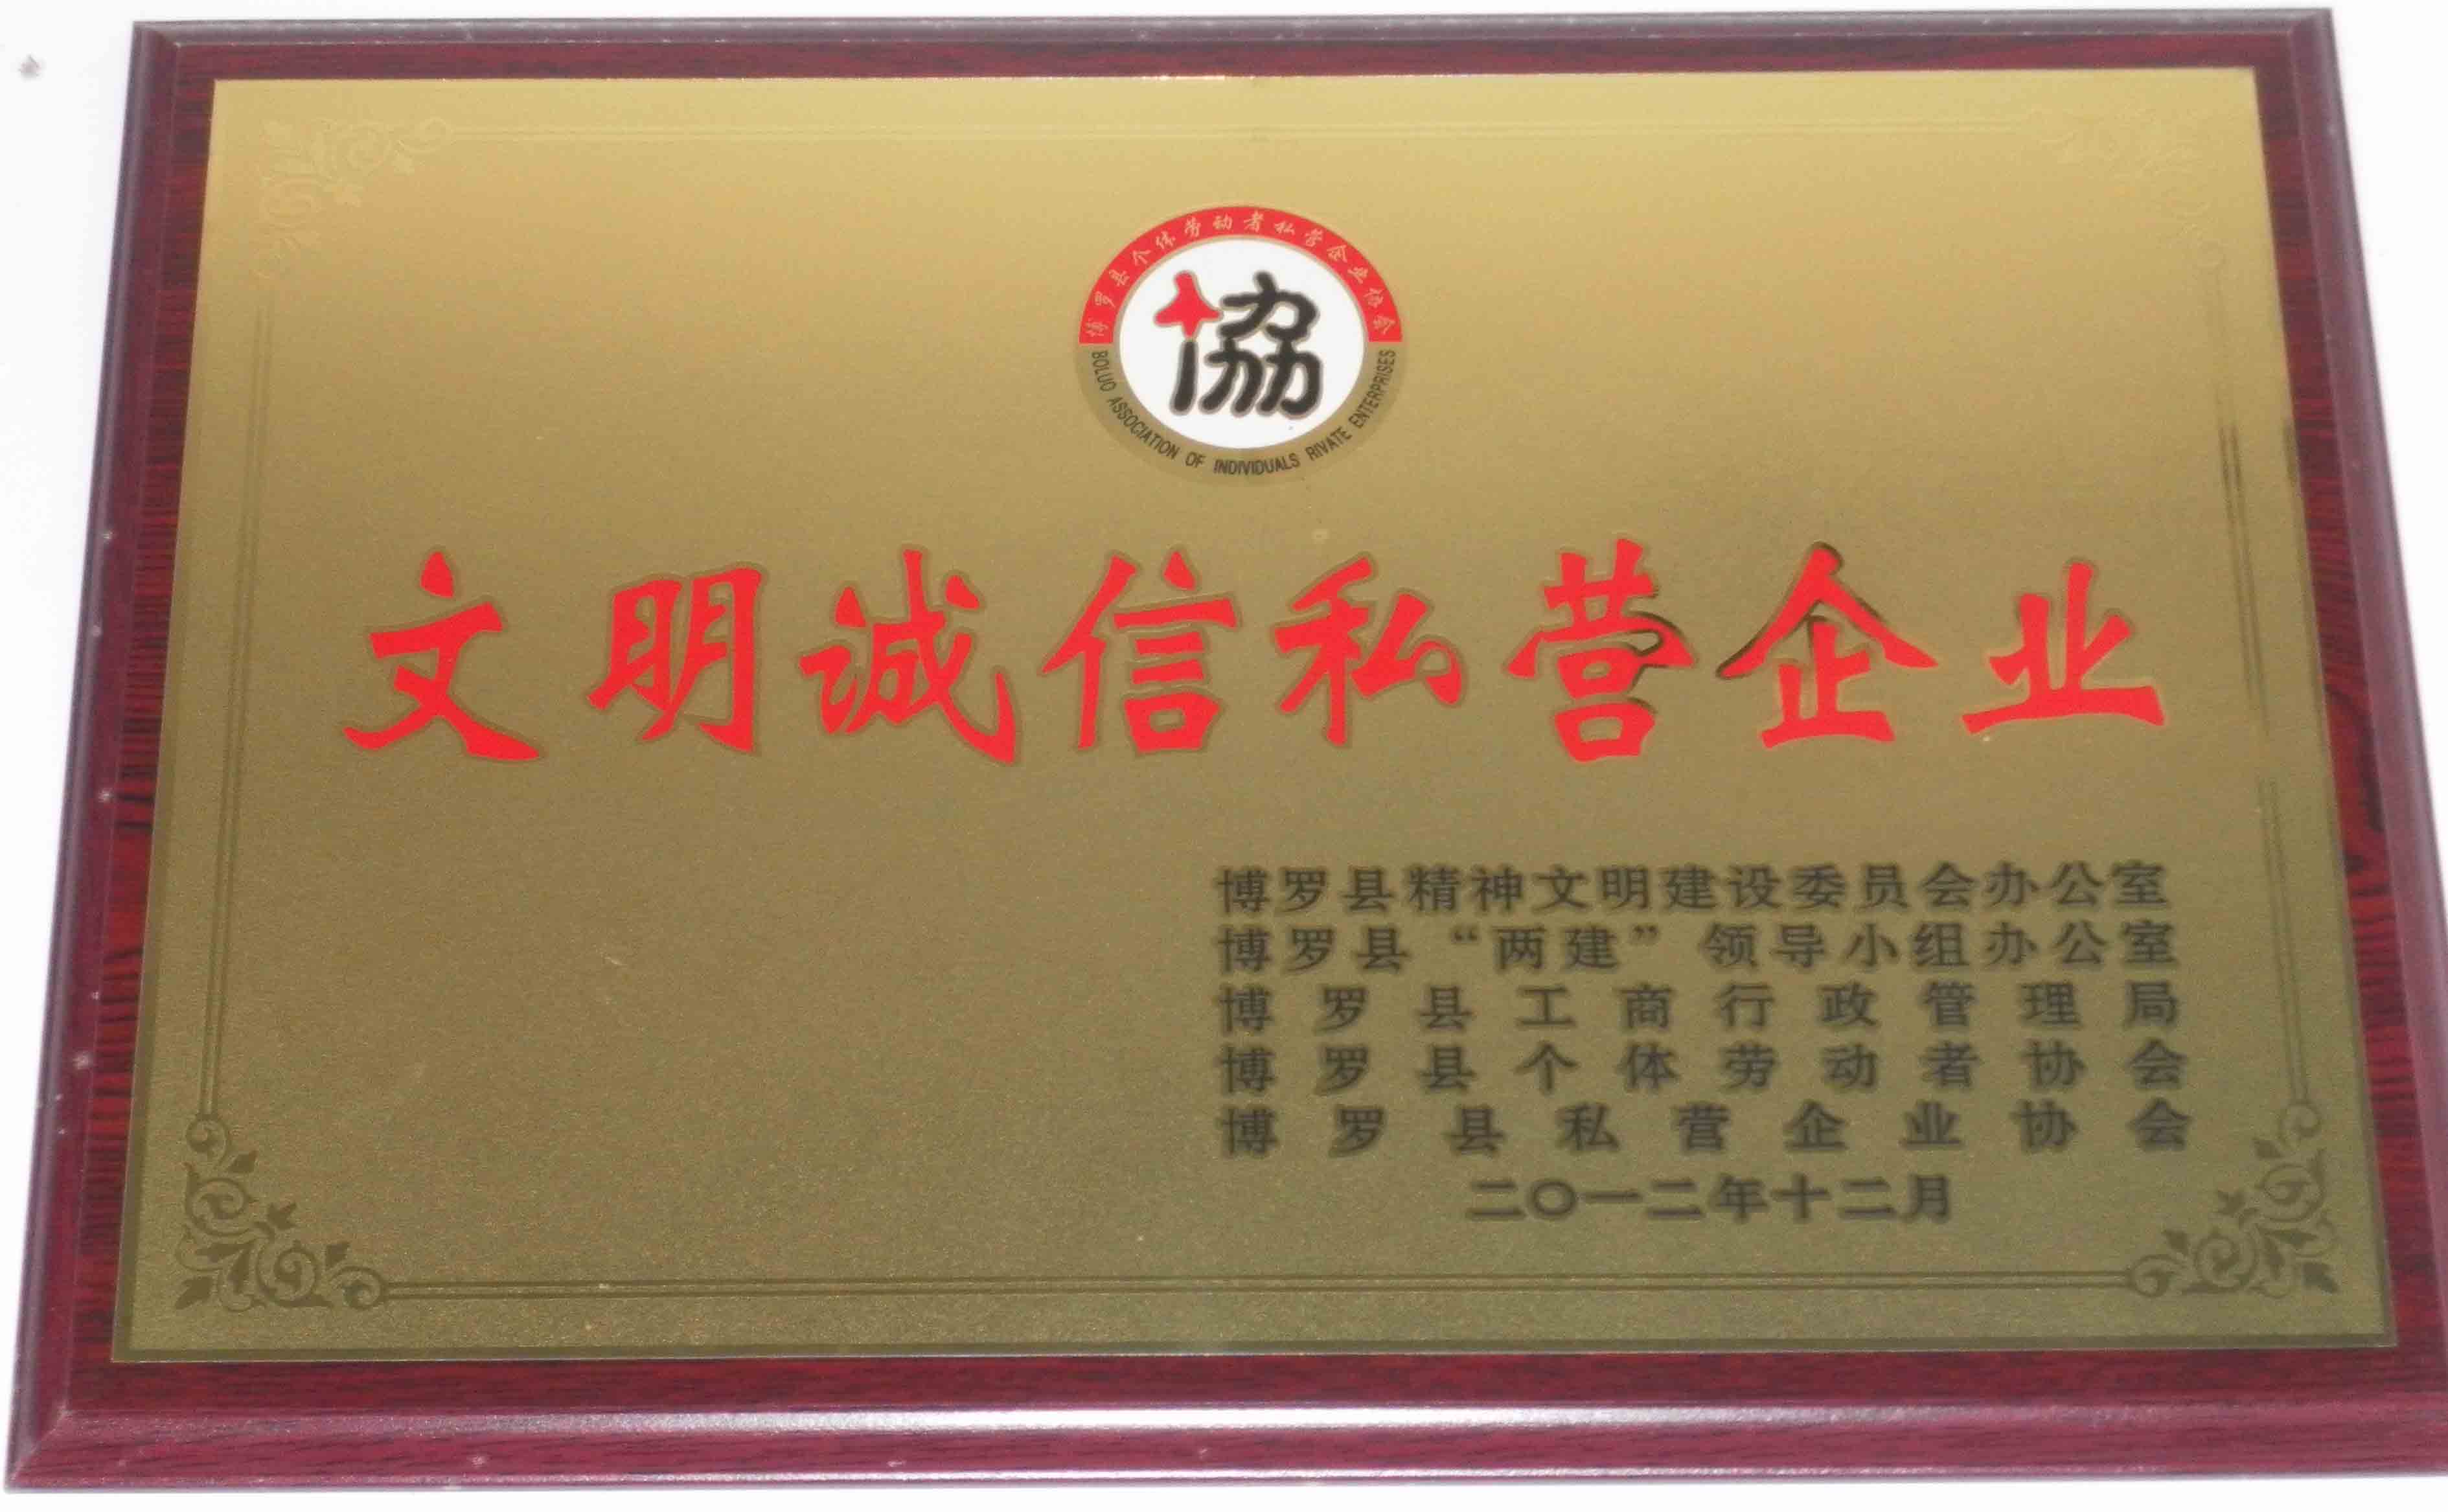 博罗县个体劳动者私营企业协会
協
BOLUO ASSOCIATION OF INDIVIDUALS RIVATE ENTERPRISES
文明诚信私营企业
博罗县精神文明建设委员会办公室
博罗县“两建”领导小组办公室
博罗县工商行政管理局
博罗县个体劳动者协会
博罗县私营企业协会
二〇一二年十二月